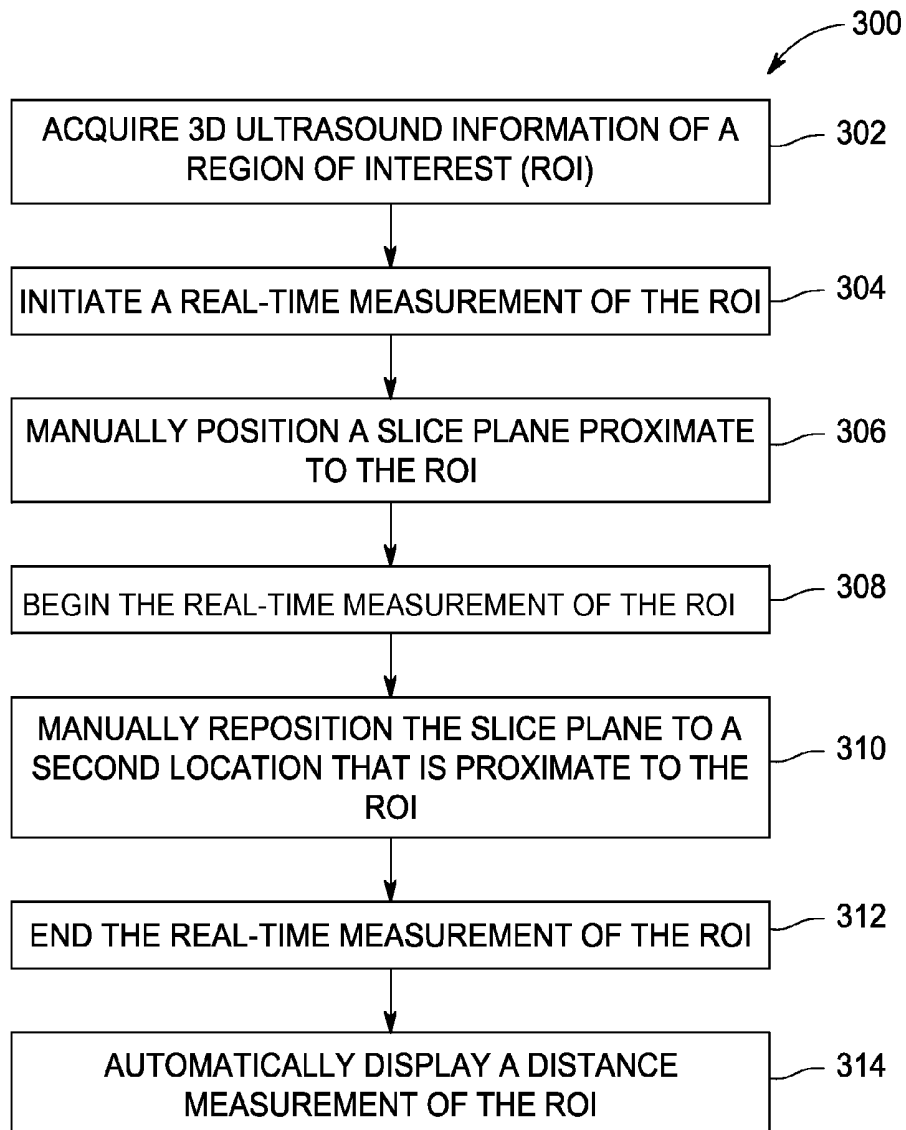 300
ACQUIRE 3D ULTRASOUND INFORMATION OF A
REGION OF INTEREST (ROI)
302
INITIATE A REAL-TIME MEASUREMENT OF THE ROI
304
MANUALLY POSITION A SLICE PLANE PROXIMATE
TO THE ROI
306
BEGIN THE REAL-TIME MEASUREMENT OF THE ROI
308
MANUALLY REPOSITION THE SLICE PLANE TO A
SECOND LOCATION THAT IS PROXIMATE TO THE
ROI
310
END THE REAL-TIME MEASUREMENT OF THE ROI
312
AUTOMATICALLY DISPLAY A DISTANCE
MEASUREMENT OF THE ROI
314